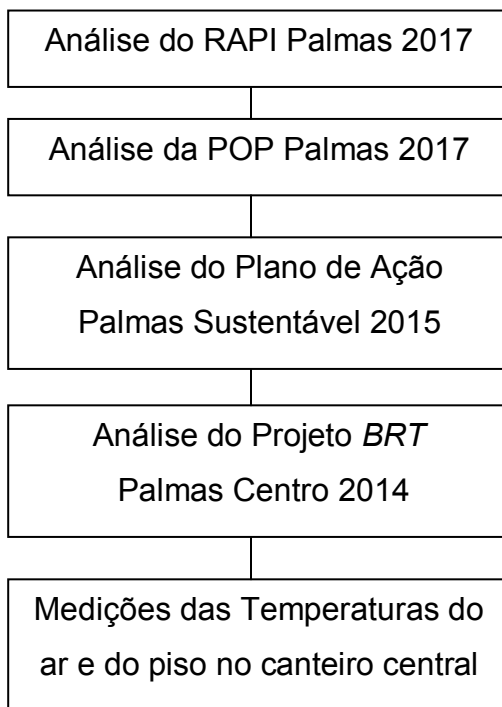 Análise do RAPI Palmas 2017
Análise da POP Palmas 2017
Análise do Plano de Ação
Palmas Sustentável 2015
Análise do Projeto BRT
Palmas Centro 2014
Medições das Temperaturas do
ar e do piso no canteiro central